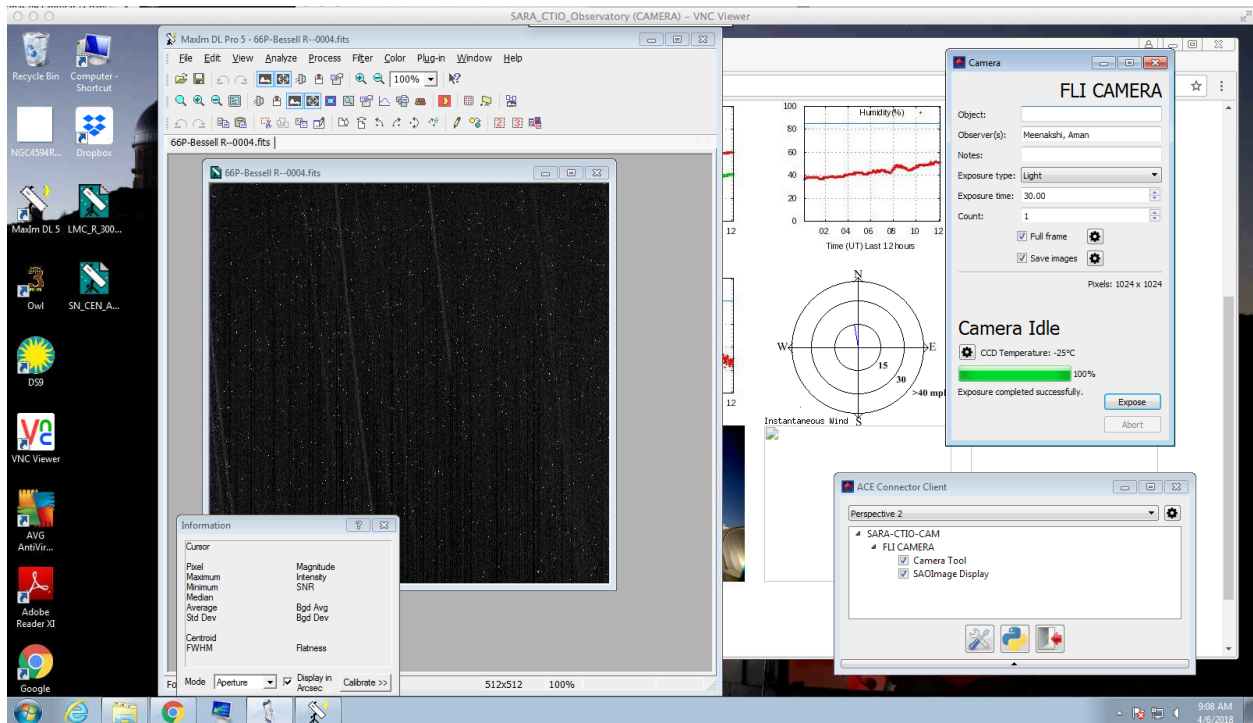 SARA_CTIO_Observatory (CAMERA) – VNC Viewer
Recycle Bin
Computer - Shortcut
NGC4594R...
Dropbox
MaxIm DL 5
LMC_R_300...
Owl
SN_CEN_A...
DS9
VNC Viewer
AVG AntiVir...
Adobe Reader XI
Google
MaxIm DL Pro 5 - 66P-Bessell R--0004.fits
File Edit View Analyze Process Filter Color Plug-in Window Help
100%
66P-Bessell R--0004.fits
66P-Bessell R--0004.fits
Information
Cursor
Pixel Magnitude
Maximum Intensity
Minimum SNR
Median
Average Bgd Avg
Std Dev Bgd Dev
Centroid
FWHM Flatness
Mode Aperture Display in Arcsec Calibrate >>
Fo
512x512 100%
Humidity(%)
100
80
60
40
20
0
12
02 04 06 08 10 12
Time (UT) Last 12hours
N
W
E
S
15
30
>40 mpl
12
Instantaneous Wind
Camera
FLI CAMERA
Object:
Observer(s): Meenakshi, Aman
Notes:
Exposure type: Light
Exposure time: 30.00
Count: 1
Full frame
Save images
Pixels: 1024 x 1024
Camera Idle
CCD Temperature: -25°C
100%
Exposure completed successfully.
Expose
Abort
ACE Connector Client
Perspective 2
SARA-CTIO-CAM
FLI CAMERA
Camera Tool
SAOImage Display
9:08 AM
4/6/2018